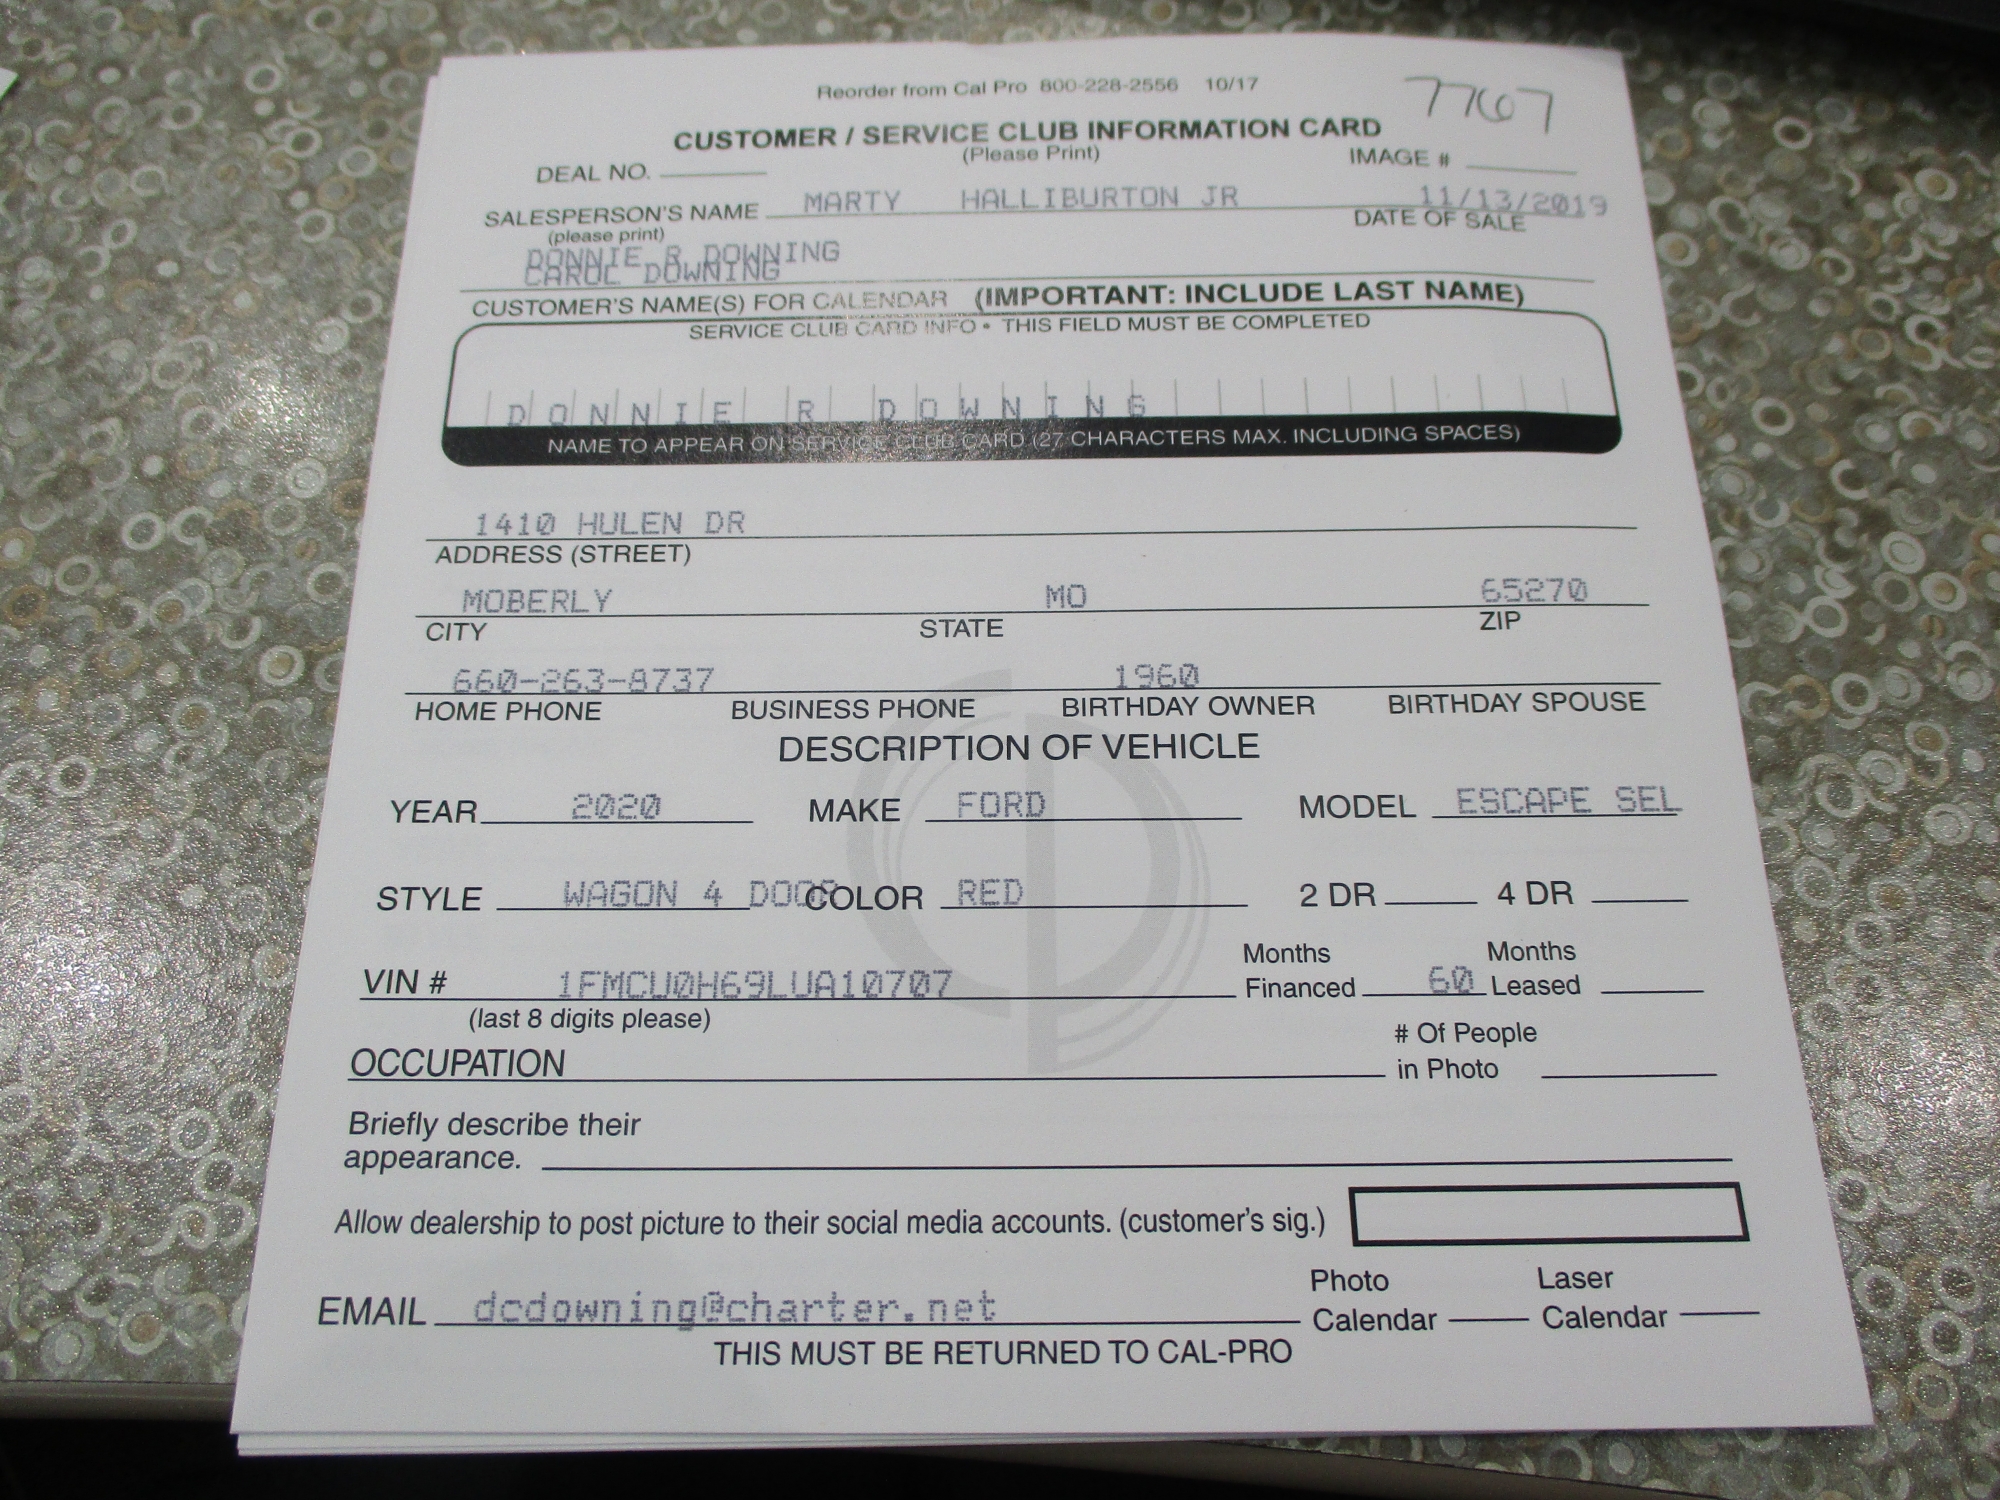 Reorder from Cal Pro 800-228-2556 10/17
7767
CUSTOMER / SERVICE CLUB INFORMATION CARD
(Please Print)
DEAL NO. IMAGE #
SALESPERSON'S NAME MARTY HALLIBURTON JR 11/13/2019
(please print) DATE OF SALE
DONNIE R DOWNING
CAROL DOWNING
CUSTOMER'S NAME(S) FOR CALENDAR (IMPORTANT: INCLUDE LAST NAME)
SERVICE CLUB CARD INFO • THIS FIELD MUST BE COMPLETED
DONNIE R DOWNING
NAME TO APPEAR ON SERVICE CLUB CARD (27 CHARACTERS MAX. INCLUDING SPACES)
1410 HULEN DR
ADDRESS (STREET)
MOBERLY MO 65270
CITY STATE ZIP
660-263-8737 1960
HOME PHONE BUSINESS PHONE BIRTHDAY OWNER BIRTHDAY SPOUSE
DESCRIPTION OF VEHICLE
YEAR 2020 MAKE FORD MODEL ESCAPE SEL
STYLE WAGON 4 DOOR COLOR RED 2 DR 4 DR
Months Months
VIN # 1FMCU0H69LUA10707 Financed 60 Leased
(last 8 digits please)
# Of People
OCCUPATION in Photo
Briefly describe their
appearance.
Allow dealership to post picture to their social media accounts. (customer's sig.)
Photo Laser
EMAIL dcdowning@charter.net Calendar Calendar
THIS MUST BE RETURNED TO CAL-PRO